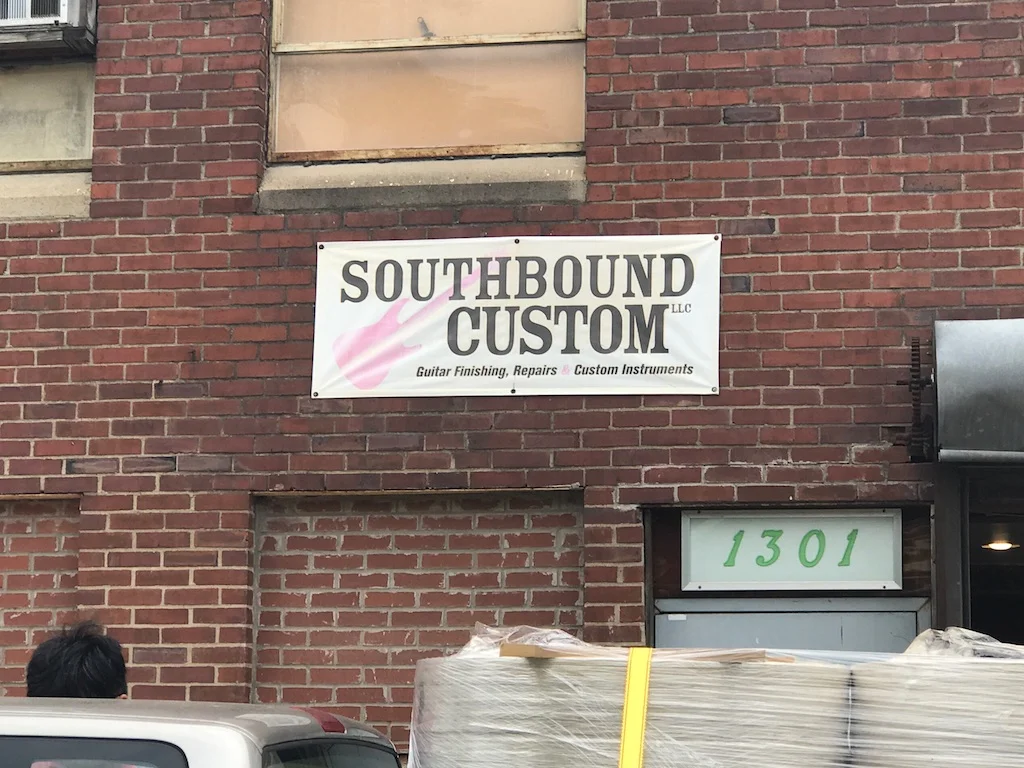 SOUTHBOUND
CUSTOM LLC
Guitar Finishing, Repairs & Custom Instruments
1301